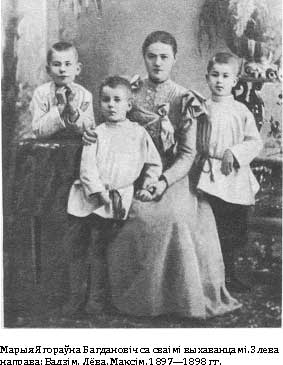 Марыя Ягораўна Багдановіч са сваімі выхаванцамі. З лева
направа: Вадзім. Лёва. Максім. 1897—1898 гг.